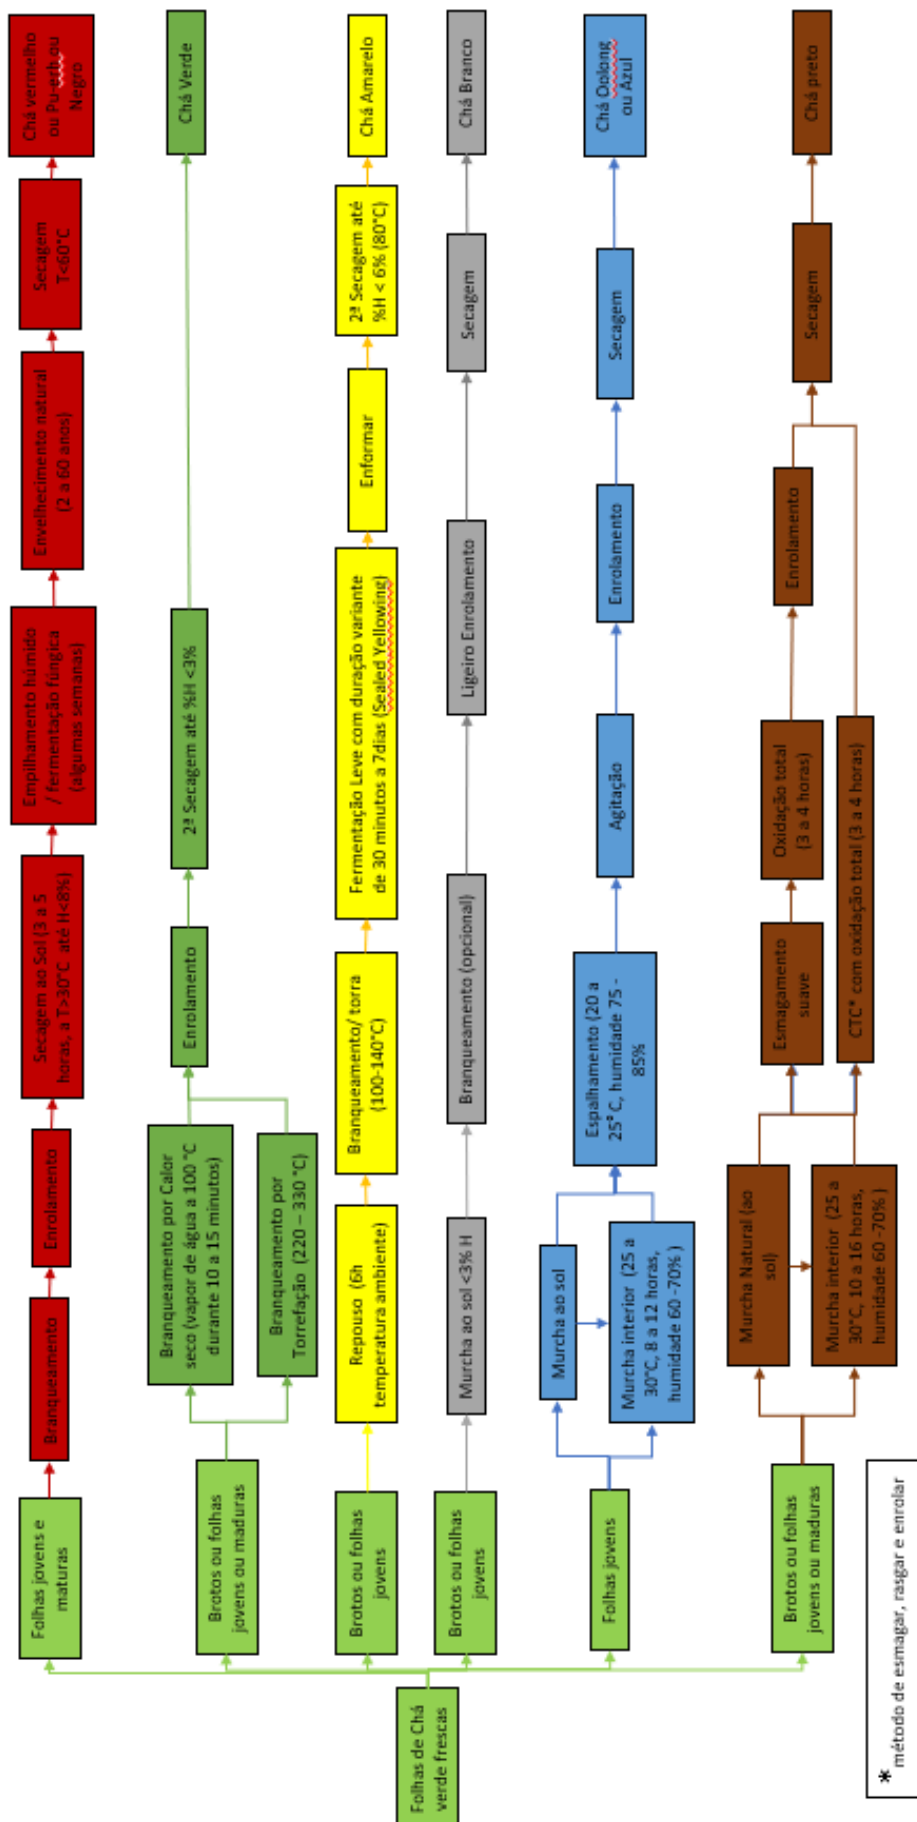 Folhas de Chá
verde frescas
Folhas jovens e
maturas
Branqueamento
Enrolamento
Secagem ao Sol (3 a 5
horas, a T>30°C até H<8%)
Empilhamento húmido
/ fermentação fúngica
(algumas semanas)
Envelhecimento natural
(2 a 60 anos)
Secagem
T<60°C
Chá vermelho
ou Pu-erh ou
Negro
Brotos ou folhas
jovens ou maduras
Branqueamento por Calor
seco (vapor de água a 100 °C
durante 10 a 15 minutos)
Branqueamento por
Torrefação (220 – 330 °C)
Enrolamento
2ª Secagem até %H <3%
Chá Verde
Brotos ou folhas
jovens
Repouso (6h
temperatura ambiente)
Branqueamento/ torra
(100-140°C)
Fermentação Leve com duração variante
de 30 minutos a 7dias (Sealed Yellowing)
Enformar
2ª Secagem até
%H < 6% (80°C)
Chá Amarelo
Brotos ou folhas
jovens
Murcha ao sol <3% H
Branqueamento (opcional)
Ligeiro Enrolamento
Secagem
Chá Branco
Folhas jovens
Murcha ao sol
Murcha interior (25 a
30°C, 8 a 12 horas,
humidade 60 -70% )
Espalhamento (20 a
25° C, humidade 75 -
85%
Agitação
Enrolamento
Secagem
Chá Oolong
ou Azul
Brotos ou folhas
jovens ou maduras
Murcha Natural (ao
sol)
Murcha interior (25 a
30°C, 10 a 16 horas,
humidade 60 -70% )
Esmagamento
suave
Oxidação total
(3 a 4 horas)
Enrolamento
CTC* com oxidação total (3 a 4 horas)
Secagem
Chá preto
*
método de esmagar, rasgar e enrolar